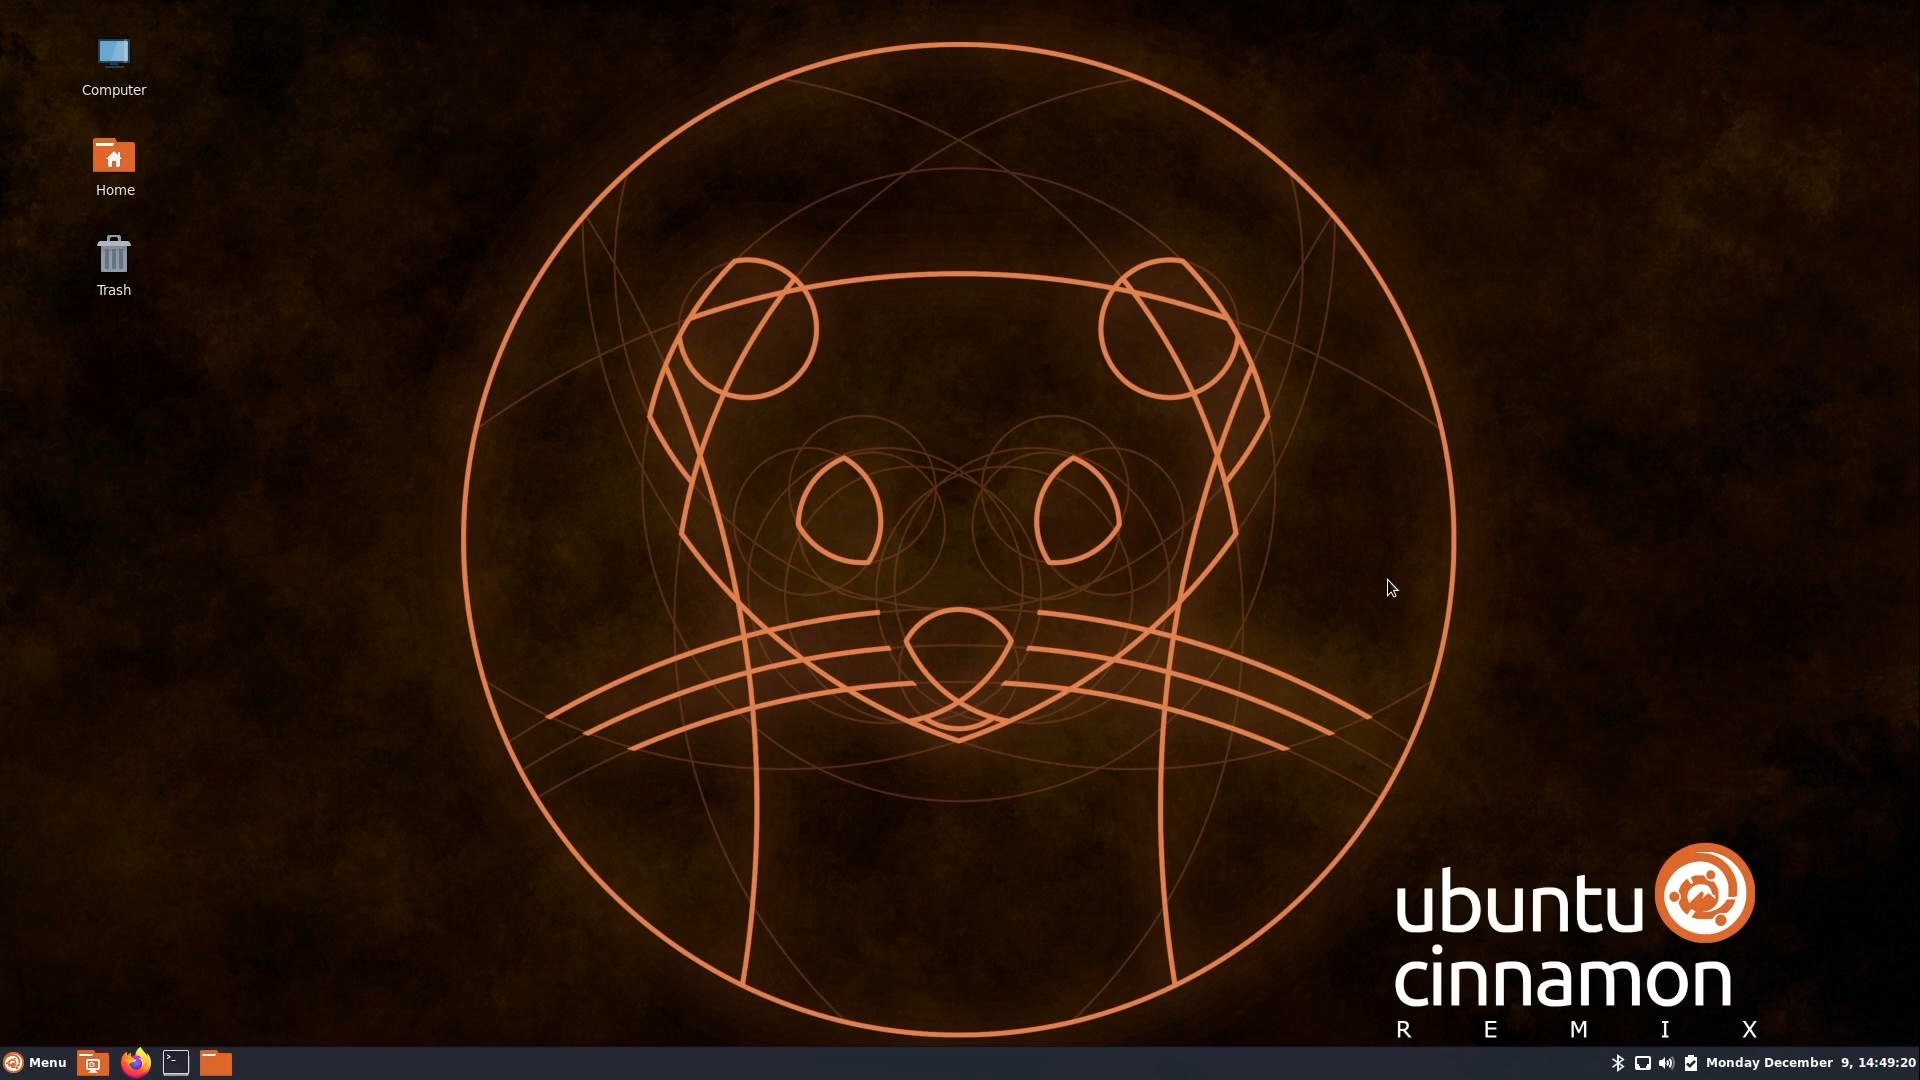 Computer
Home
Trash
ubuntu
cinnamon
R E M I X
Menu
>_
Monday December  9, 14:49:20